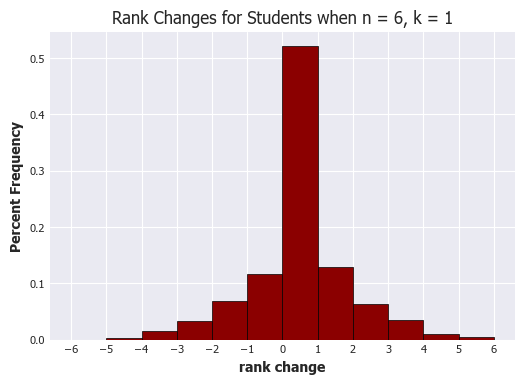 Rank Changes for Students when n = 6, k = 1
Percent Frequency
0.5
0.4
0.3
0.2
0.1
0.0
−6 −5 −4 −3 −2 −1 0 1 2 3 4 5 6
rank change